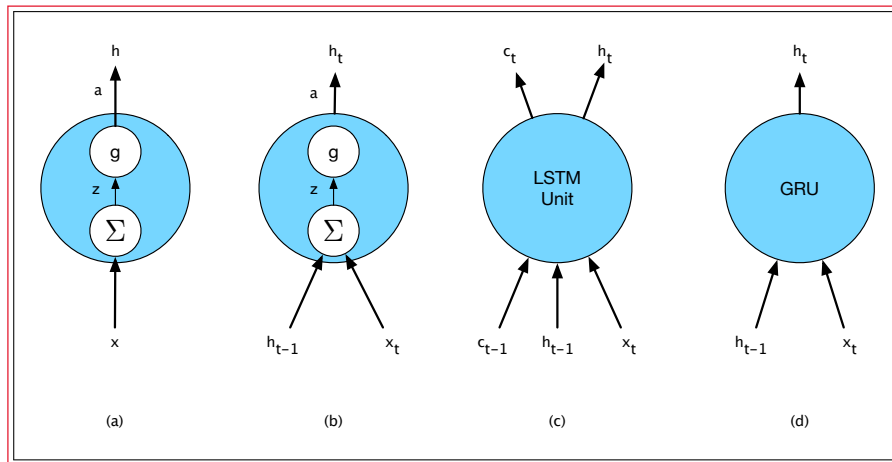 h
a
g
z
Σ
x
(a)
h_t
a
g
z
Σ
h_{t-1} x_t
(b)
c_t h_t
LSTM
Unit
c_{t-1} h_{t-1} x_t
(c)
h_t
GRU
h_{t-1} x_t
(d)